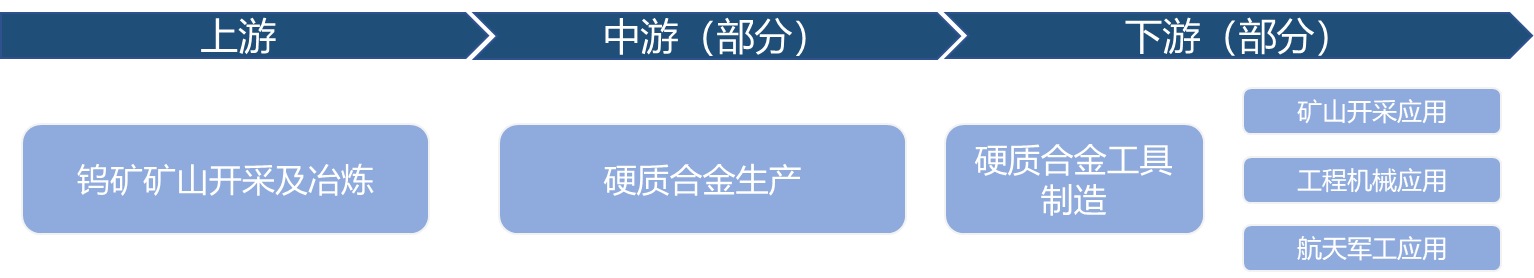 上游
中游（部分）
下游（部分）
钨矿矿山开采及冶炼
硬质合金生产
硬质合金工具
制造
矿山开采应用
工程机械应用
航天军工应用